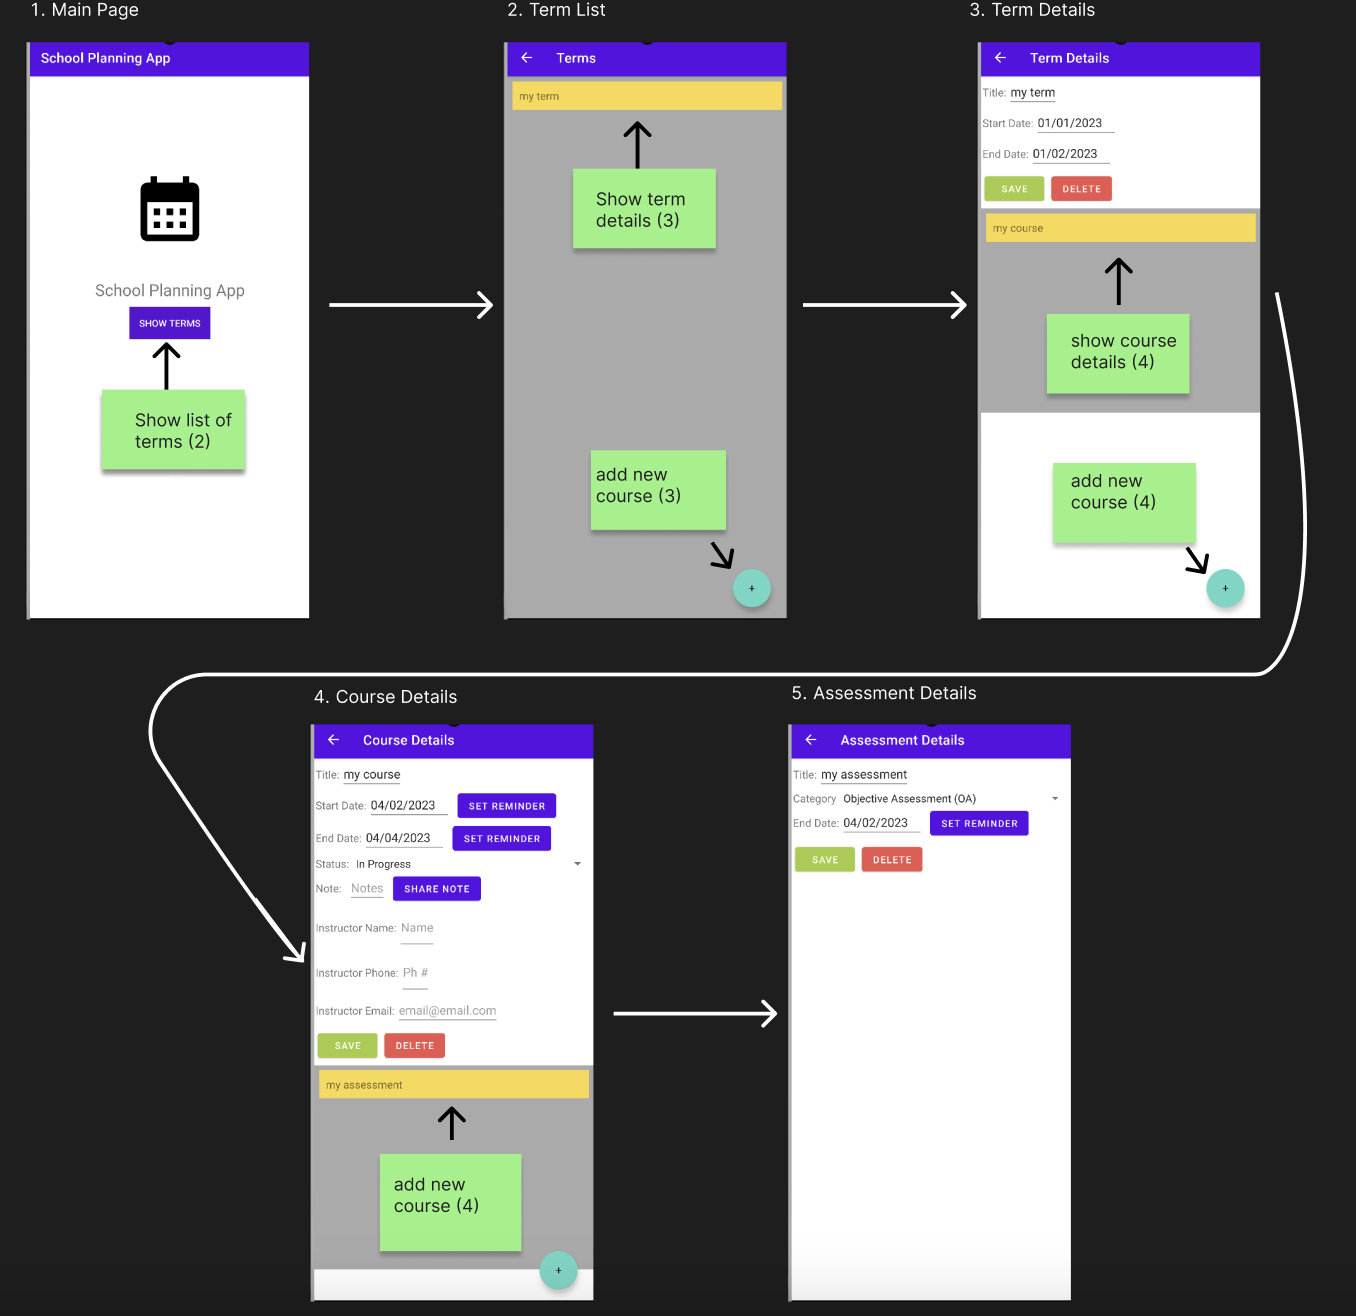 1. Main Page
School Planning App
School Planning App
SHOW TERMS
Show list of
terms (2)
2. Term List
Terms
my term
Show term
details (3)
add new
course (3)
+
3. Term Details
Term Details
Title: my term
Start Date: 01/01/2023
End Date: 01/02/2023
SAVE DELETE
my course
show course
details (4)
add new
course (4)
+
4. Course Details
Course Details
Title: my course
Start Date: 04/02/2023 SET REMINDER
End Date: 04/04/2023 SET REMINDER
Status: In Progress
Note: Notes SHARE NOTE
Instructor Name: Name
Instructor Phone: Ph #
Instructor Email: email@email.com
SAVE DELETE
my assessment
add new
course (4)
+
5. Assessment Details
Assessment Details
Title: my assessment
Category Objective Assessment (OA)
End Date: 04/02/2023 SET REMINDER
SAVE DELETE